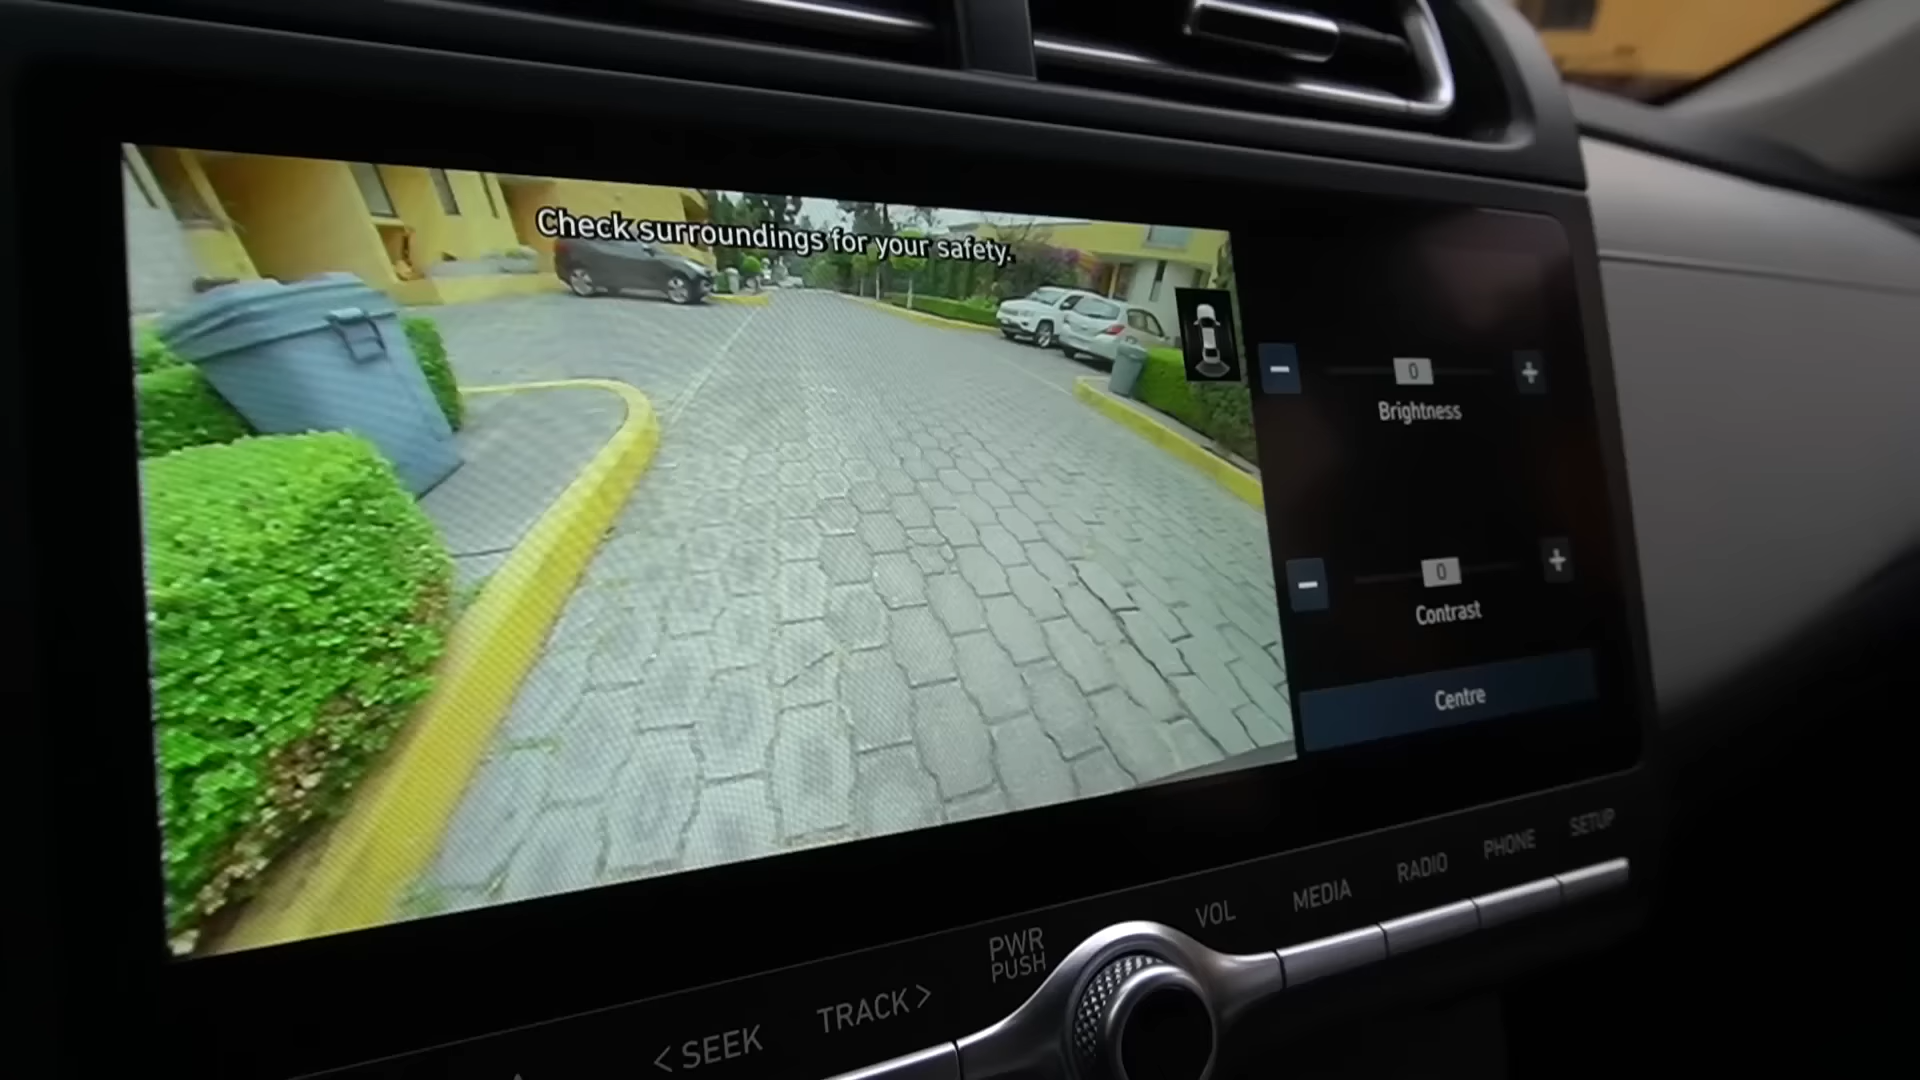 Check surroundings for your safety.
− 0 +
Brightness
− 0 +
Contrast
Centre
< SEEK
TRACK >
PWR
PUSH
VOL
MEDIA
RADIO
PHONE
SETUP